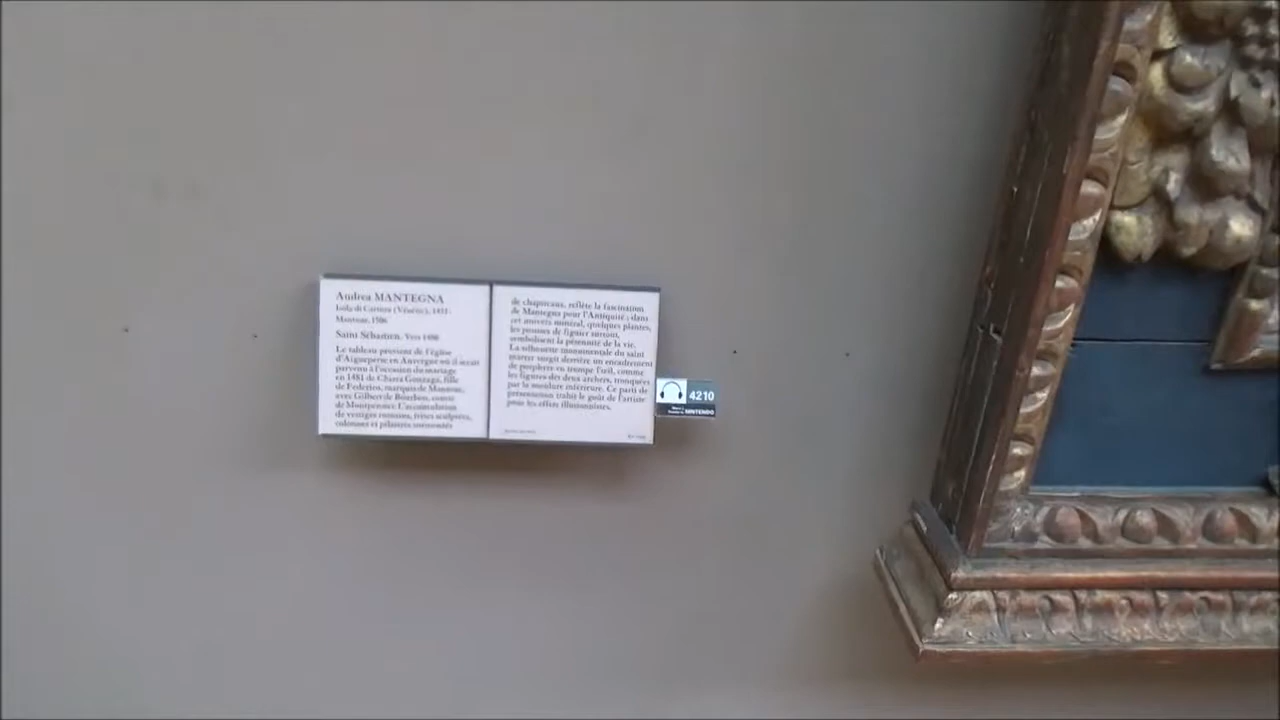 Andrea MANTEGNA
Isola di Carturo (Vénétie), 1431
Mantoue, 1506
Saint Sébastien. Vers 1480
Le tableau provient de l'église
d'Aigueperse en Auvergne où il serait
parvenu à l'occasion du mariage
en 1481 de Chiara Gonzaga, fille
de Federico, marquis de Mantoue,
avec Gilbert de Bourbon, comte
de Montpensier. L'accumulation
de vestiges romains, frises sculptées,
colonnes et pilastres surmontés
de chapiteaux, reflète la fascination
de Mantegna pour l'Antiquité ; dans
cet univers minéral, quelques plantes,
les pousses de figuier surtout,
symbolisent la pérennité de la vie.
La silhouette monumentale du saint
martyr surgit derrière un encadrement
de porphyre en trompe l'œil, comme
les figures des deux archers, tronquées
par la moulure inférieure. Ce parti de
présentation trahit le goût de l'artiste
pour les effets illusionnistes.
4210
NINTENDO